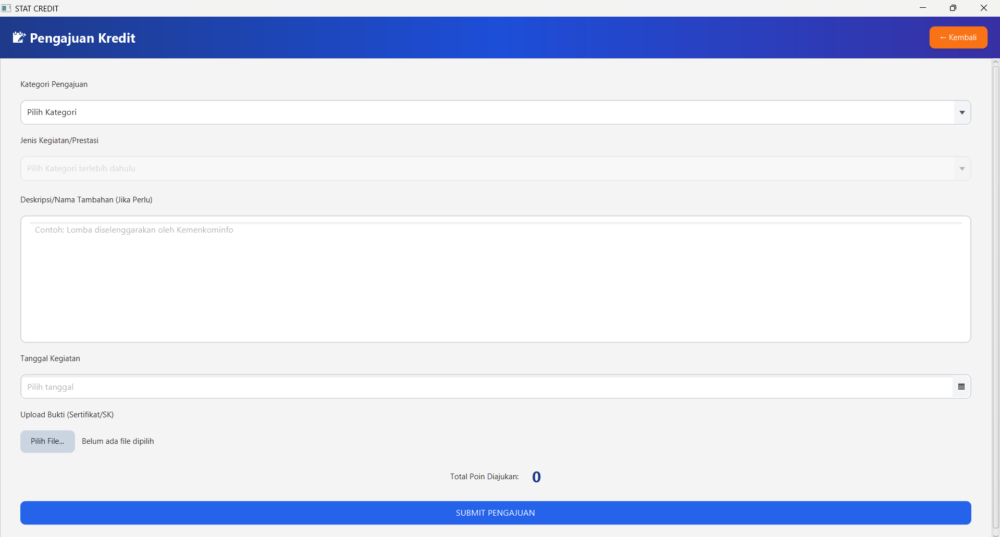 STAT CREDIT
Pengajuan Kredit
← Kembali
Kategori Pengajuan
Pilih Kategori
Jenis Kegiatan/Prestasi
Pilih Kategori terlebih dahulu
Deskripsi/Nama Tambahan (Jika Perlu)
Contoh: Lomba diselenggarakan oleh Kemenkominfo
Tanggal Kegiatan
Pilih tanggal
Upload Bukti (Sertifikat/SK)
Pilih File... Belum ada file dipilih
Total Poin Diajukan: 0
SUBMIT PENGAJUAN